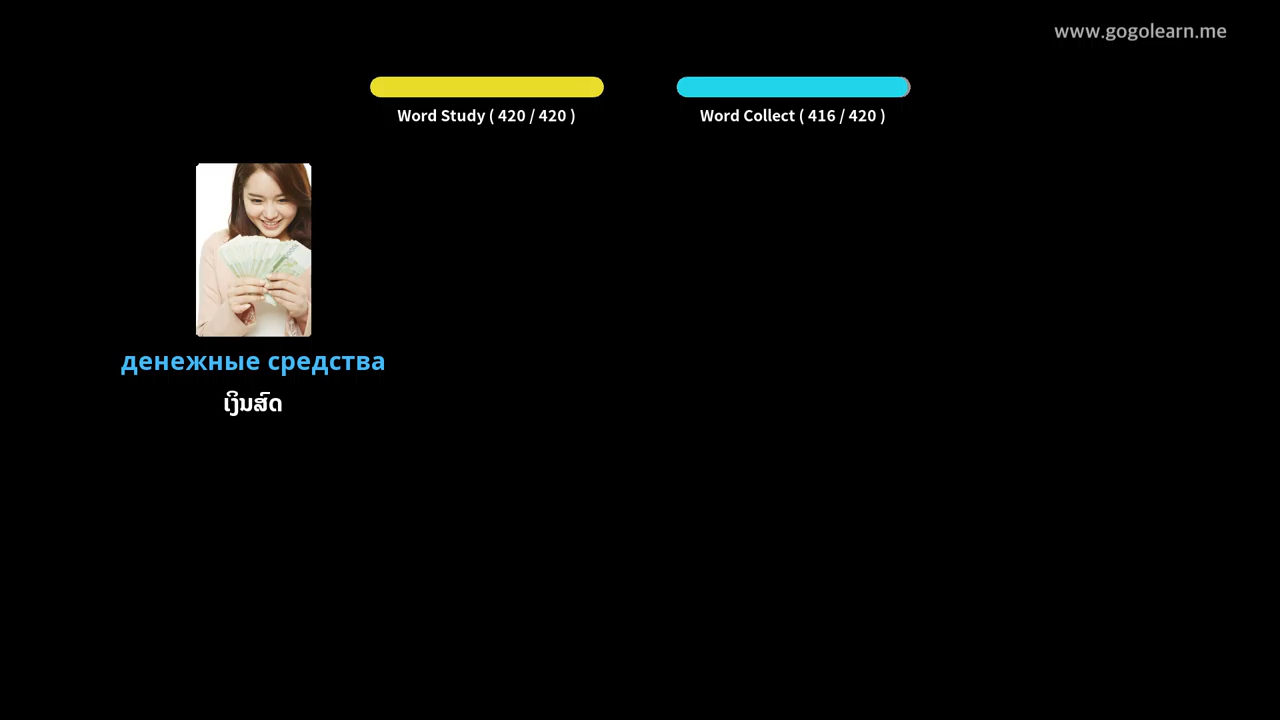 www.gogolearn.me
Word Study ( 420 / 420 )
Word Collect ( 416 / 420 )
денежные средства
ເງິນສົດ